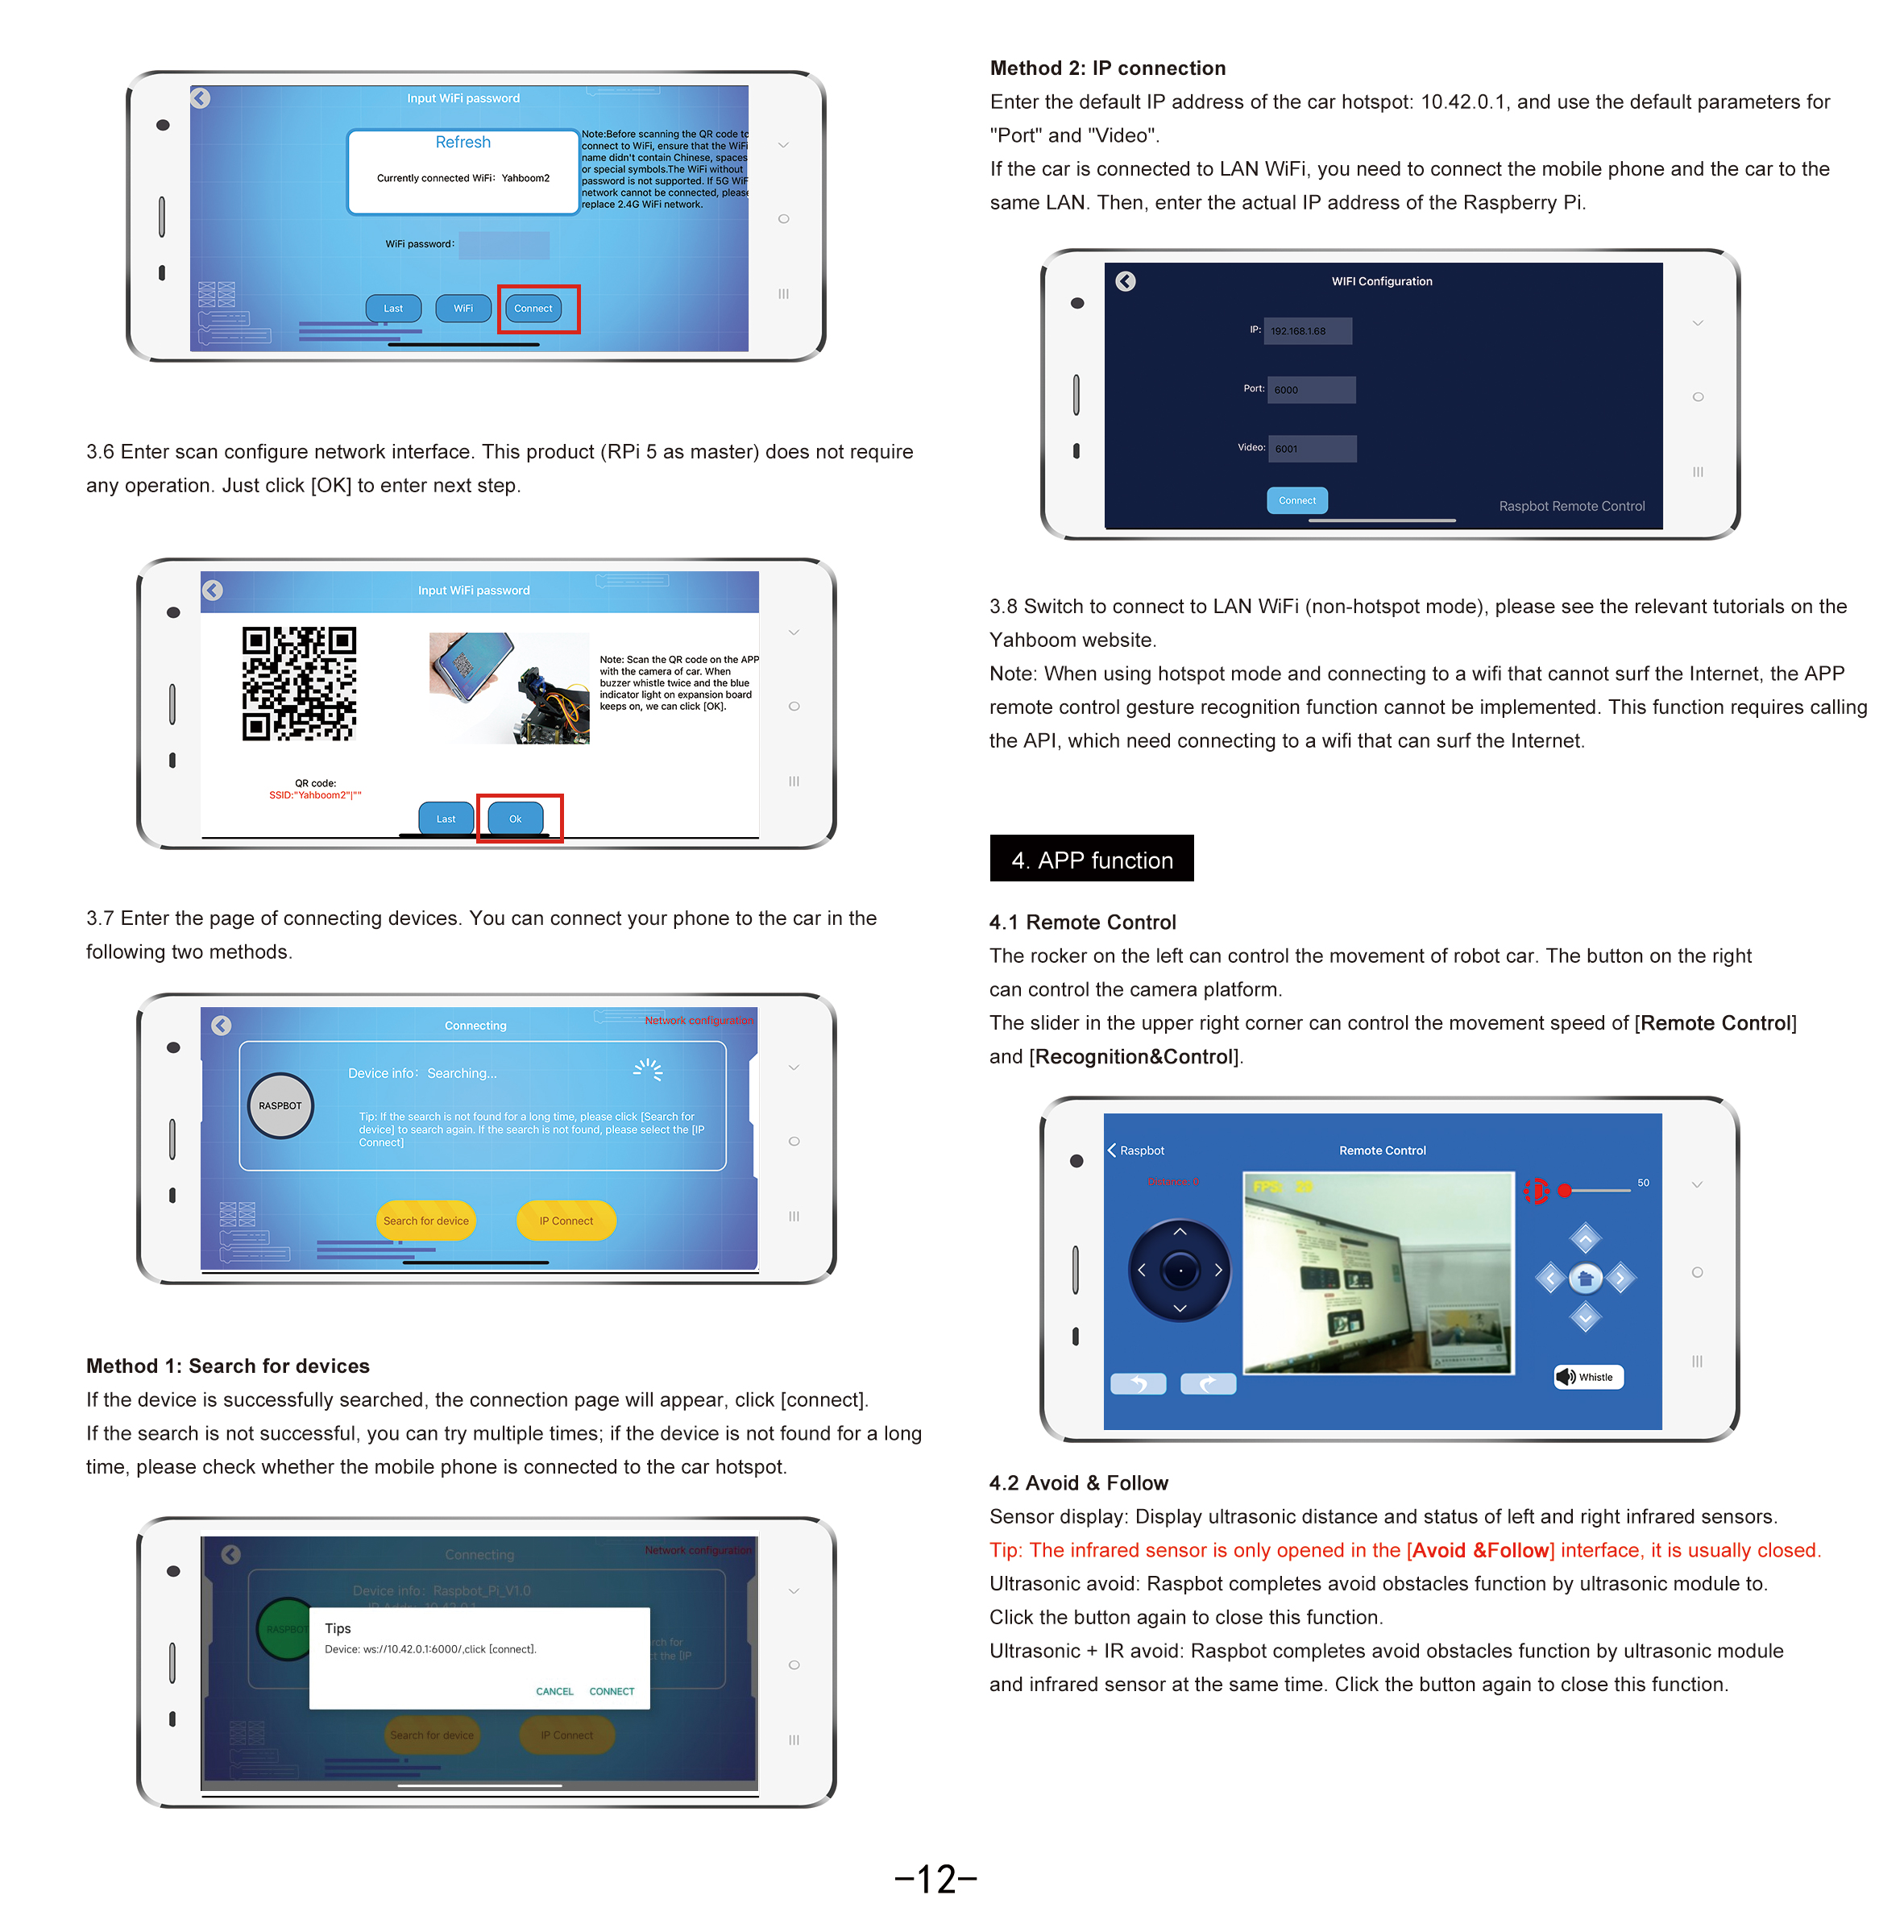 Input WiFi password
Refresh
Currently connected WiFi: Yahboom2
Note:Before scanning the QR code to
connect to WiFi, ensure that the WiFi
name didn't contain Chinese, spaces
or special symbols.The WiFi without
password is not supported. If 5G WiF
network cannot be connected, please
replace 2.4G WiFi network.
WiFi password:
Last
WiFi
Connect
3.6 Enter scan configure network interface. This product (RPi 5 as master) does not require
any operation. Just click [OK] to enter next step.
Input WiFi password
Note: Scan the QR code on the APP
with the camera of car. When
buzzer whistle twice and the blue
indicator light on expansion board
keeps on, we can click [OK].
QR code:
SSID:"Yahboom2"|""
Last
Ok
3.7 Enter the page of connecting devices. You can connect your phone to the car in the
following two methods.
Connecting
Network configuration
Device info: Searching...
RASPBOT
Tip: If the search is not found for a long time, please click [Search for
device] to search again. If the search is not found, please select the [IP
Connect]
Search for device
IP Connect
Method 1: Search for devices
If the device is successfully searched, the connection page will appear, click [connect].
If the search is not successful, you can try multiple times; if the device is not found for a long
time, please check whether the mobile phone is connected to the car hotspot.
Connecting
Network configuration
Device info: Raspbot_Pi_V1.0
RASPBOT
Tips
Device: ws://10.42.0.1:6000/,click [connect].
rch for
t the [IP
CANCEL CONNECT
Search for device
IP Connect
Method 2: IP connection
Enter the default IP address of the car hotspot: 10.42.0.1, and use the default parameters for
"Port" and "Video".
If the car is connected to LAN WiFi, you need to connect the mobile phone and the car to the
same LAN. Then, enter the actual IP address of the Raspberry Pi.
WIFI Configuration
IP: 192.168.1.68
Port: 6000
Video: 6001
Connect
Raspbot Remote Control
3.8 Switch to connect to LAN WiFi (non-hotspot mode), please see the relevant tutorials on the
Yahboom website.
Note: When using hotspot mode and connecting to a wifi that cannot surf the Internet, the APP
remote control gesture recognition function cannot be implemented. This function requires calling
the API, which need connecting to a wifi that can surf the Internet.
4. APP function
4.1 Remote Control
The rocker on the left can control the movement of robot car. The button on the right
can control the camera platform.
The slider in the upper right corner can control the movement speed of [Remote Control]
and [Recognition&Control].
Raspbot
Remote Control
FPS: 20
50
Whistle
4.2 Avoid & Follow
Sensor display: Display ultrasonic distance and status of left and right infrared sensors.
Tip: The infrared sensor is only opened in the [Avoid &Follow] interface, it is usually closed.
Ultrasonic avoid: Raspbot completes avoid obstacles function by ultrasonic module to.
Click the button again to close this function.
Ultrasonic + IR avoid: Raspbot completes avoid obstacles function by ultrasonic module
and infrared sensor at the same time. Click the button again to close this function.
-12-